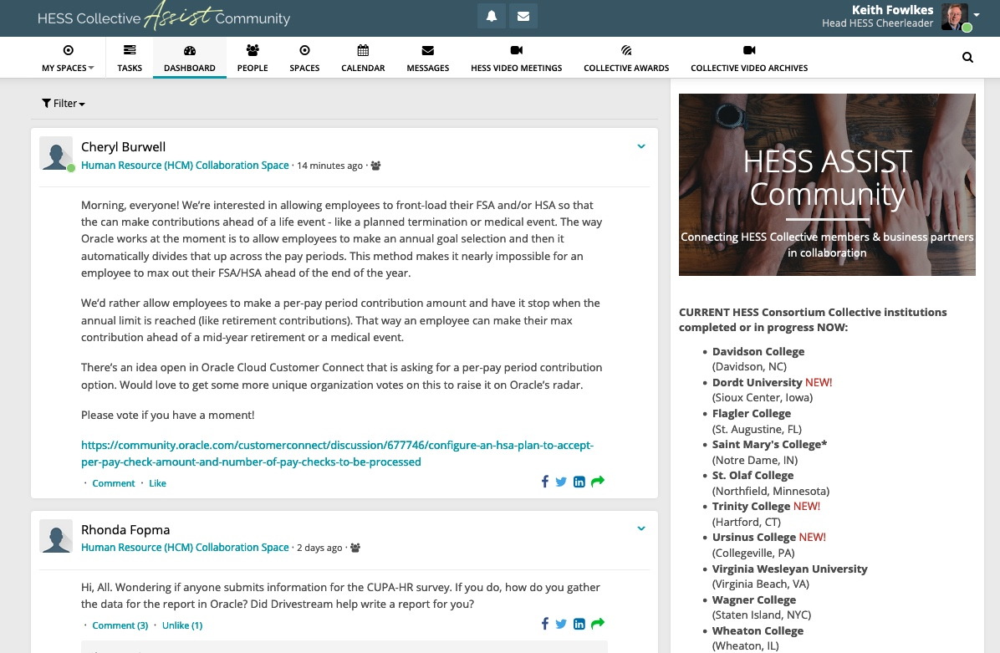 HESS Collective Assist Community
Keith Fowlkes
Head HESS Cheerleader
MY SPACES
TASKS
DASHBOARD
PEOPLE
SPACES
CALENDAR
MESSAGES
HESS VIDEO MEETINGS
COLLECTIVE AWARDS
COLLECTIVE VIDEO ARCHIVES
Filter
Cheryl Burwell
Human Resource (HCM) Collaboration Space · 14 minutes ago ·
Morning, everyone! We’re interested in allowing employees to front-load their FSA and/or HSA so that
the can make contributions ahead of a life event - like a planned termination or medical event. The way
Oracle works at the moment is to allow employees to make an annual goal selection and then it
automatically divides that up across the pay periods. This method makes it nearly impossible for an
employee to max out their FSA/HSA ahead of the end of the year.
We’d rather allow employees to make a per-pay period contribution amount and have it stop when the
annual limit is reached (like retirement contributions). That way an employee can make their max
contribution ahead of a mid-year retirement or a medical event.
There’s an idea open in Oracle Cloud Customer Connect that is asking for a per-pay period contribution
option. Would love to get some more unique organization votes on this to raise it on Oracle’s radar.
Please vote if you have a moment!
https://community.oracle.com/customerconnect/discussion/677746/configure-an-hsa-plan-to-accept-
per-pay-check-amount-and-number-of-pay-checks-to-be-processed
· Comment · Like
Rhonda Fopma
Human Resource (HCM) Collaboration Space · 2 days ago ·
Hi, All. Wondering if anyone submits information for the CUPA-HR survey. If you do, how do you gather
the data for the report in Oracle? Did Drivestream help write a report for you?
· Comment (3) · Unlike (1)
HESS ASSIST
Community
Connecting HESS Collective members & business partners
in collaboration
CURRENT HESS Consortium Collective institutions
completed or in progress NOW:
• Davidson College
(Davidson, NC)
• Dordt University NEW!
(Sioux Center, Iowa)
• Flagler College
(St. Augustine, FL)
• Saint Mary's College*
(Notre Dame, IN)
• St. Olaf College
(Northfield, Minnesota)
• Trinity College NEW!
(Hartford, CT)
• Ursinus College NEW!
(Collegeville, PA)
• Virginia Wesleyan University
(Virginia Beach, VA)
• Wagner College
(Staten Island, NYC)
• Wheaton College
(Wheaton, IL)